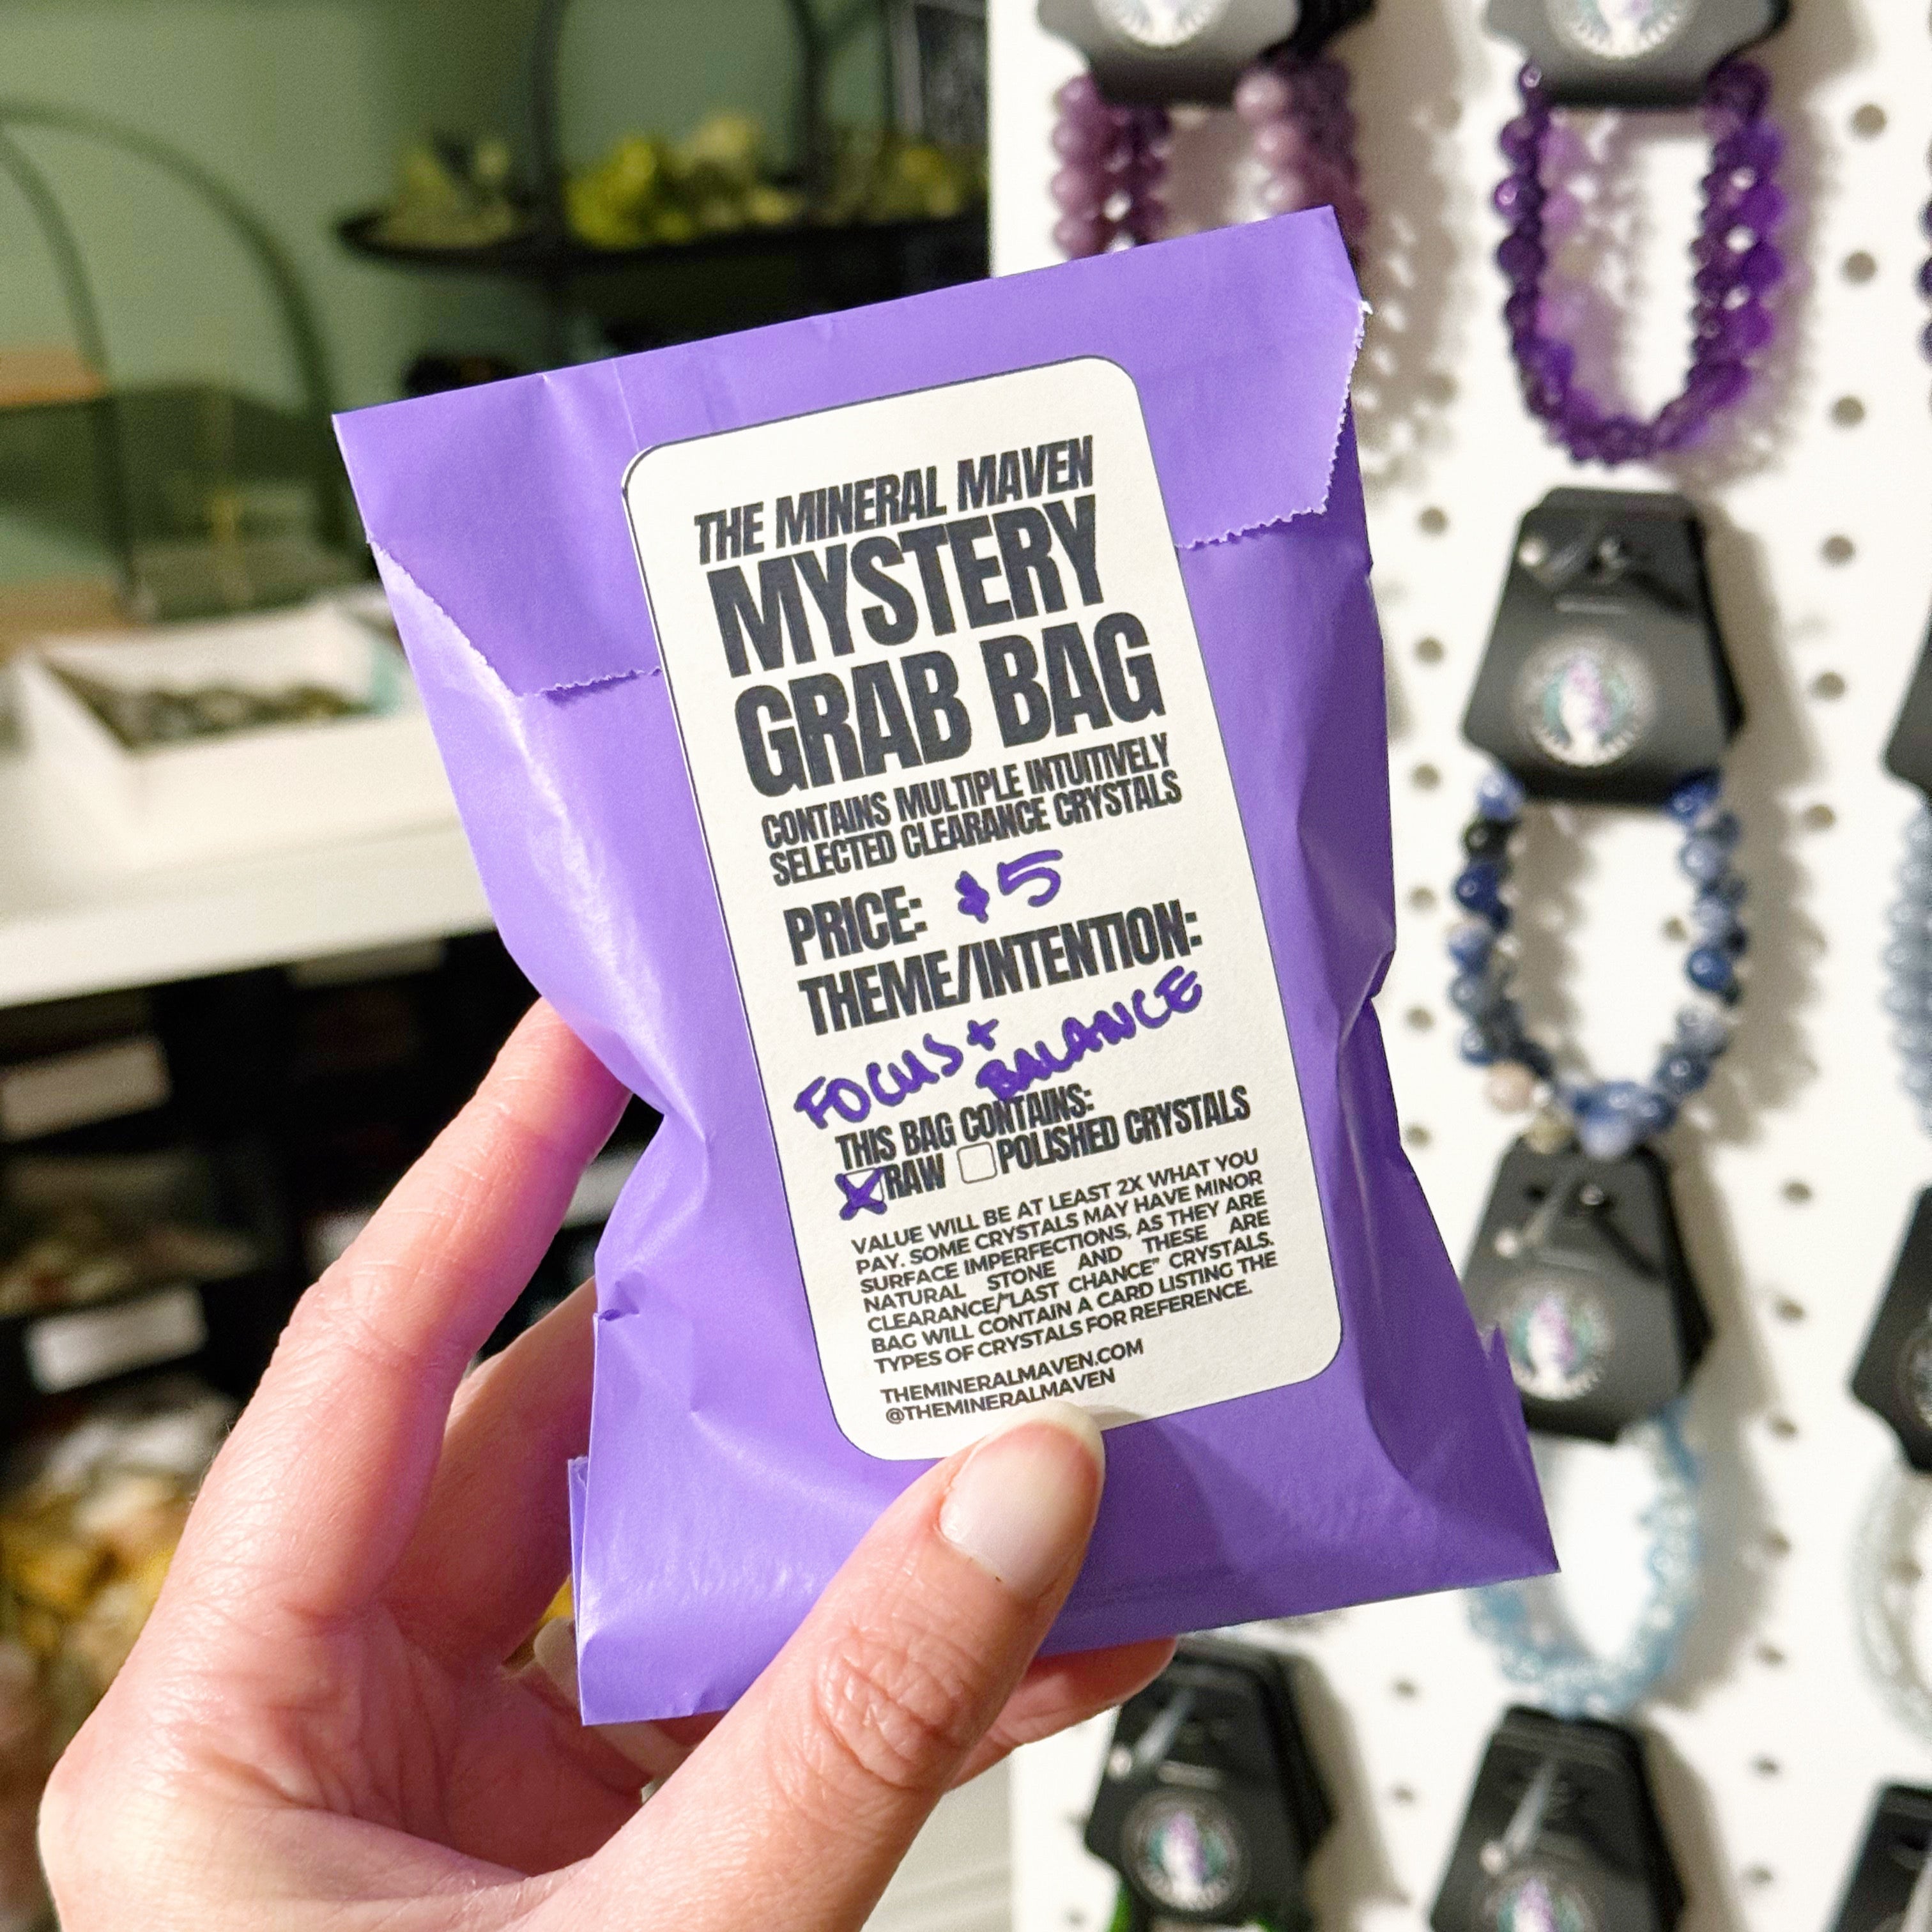 THE MINERAL MAVEN
MYSTERY
GRAB BAG
CONTAINS MULTIPLE INTUITIVELY
SELECTED CLEARANCE CRYSTALS
PRICE: $5
THEME/INTENTION:
FOCUS +
BALANCE
THIS BAG CONTAINS:
RAW POLISHED CRYSTALS
VALUE WILL BE AT LEAST 2X WHAT YOU
PAY. SOME CRYSTALS MAY HAVE MINOR
SURFACE IMPERFECTIONS, AS THEY ARE
NATURAL STONE AND THESE ARE
CLEARANCE/"LAST CHANCE" CRYSTALS.
BAG WILL CONTAIN A CARD LISTING THE
TYPES OF CRYSTALS FOR REFERENCE.
THEMINERALMAVEN.COM
@THEMINERALMAVEN